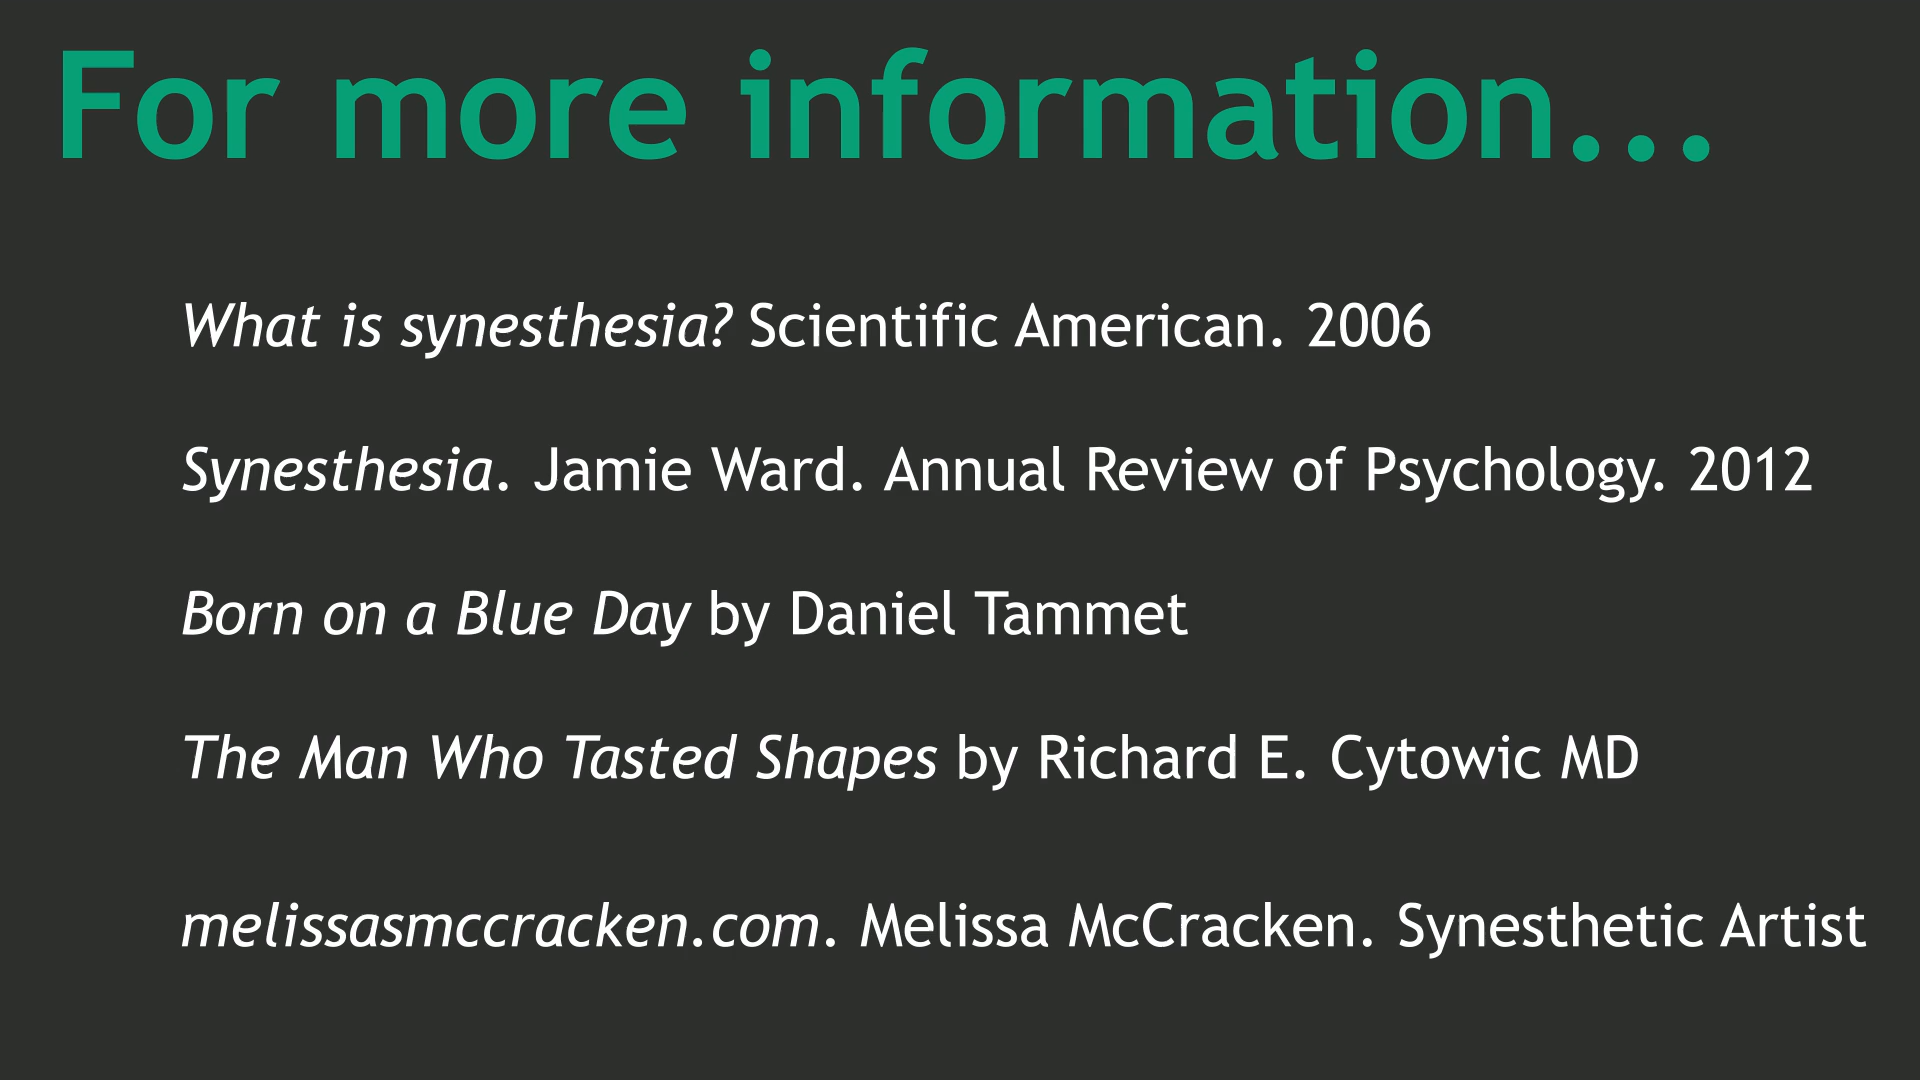 For more information...
What is synesthesia? Scientific American. 2006
Synesthesia. Jamie Ward. Annual Review of Psychology. 2012
Born on a Blue Day by Daniel Tammet
The Man Who Tasted Shapes by Richard E. Cytowic MD
melissasmccracken.com. Melissa McCracken. Synesthetic Artist